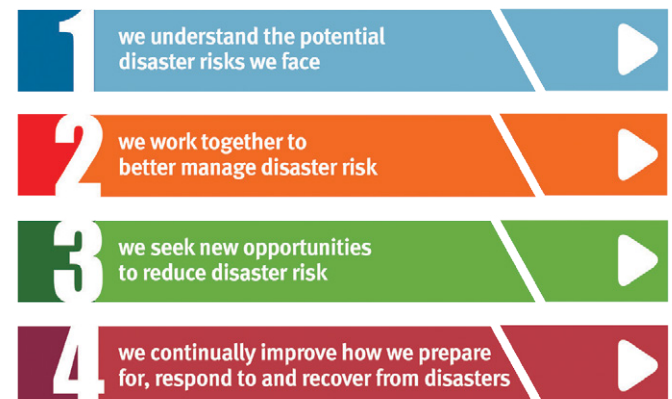 1
we understand the potential
disaster risks we face
2
we work together to
better manage disaster risk
3
we seek new opportunities
to reduce disaster risk
4
we continually improve how we prepare
for, respond to and recover from disasters